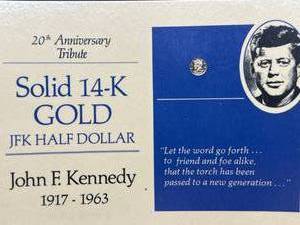 20th Anniversary
Tribute
Solid 14-K
GOLD
JFK HALF DOLLAR
John F. Kennedy
1917 - 1963
"Let the word go forth ...
to friend and foe alike,
that the torch has been
passed to a new generation ..."